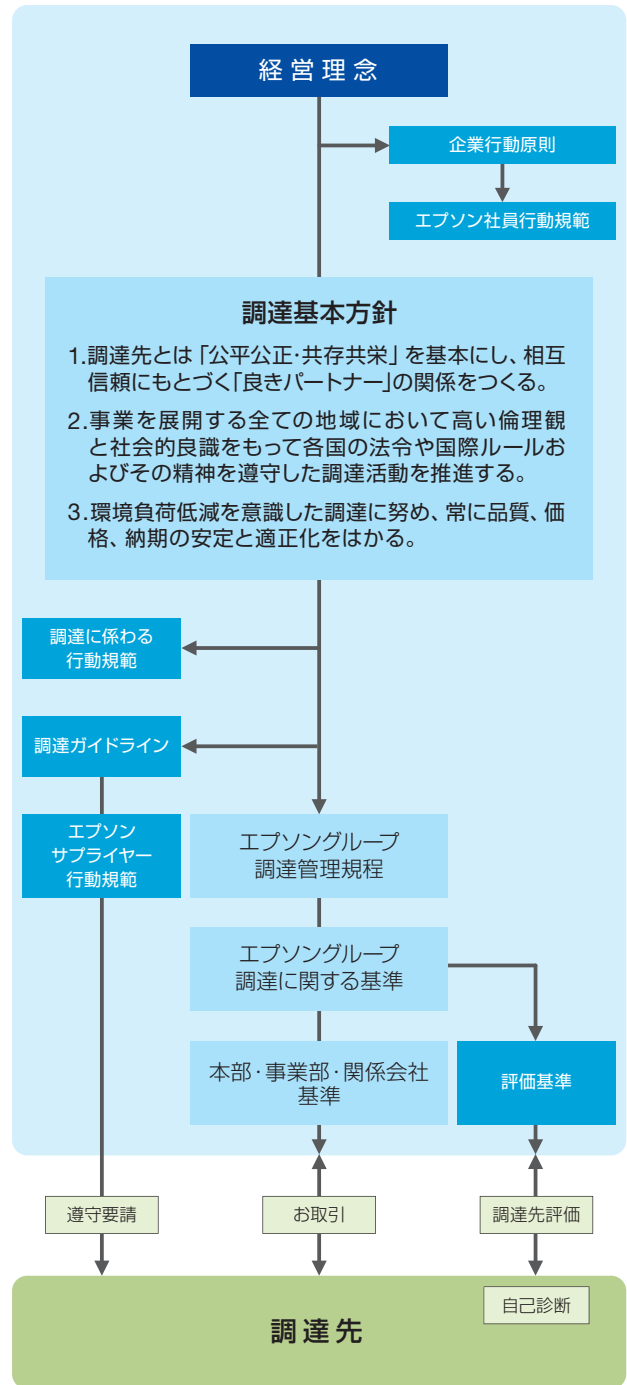 経営理念
企業行動原則
エプソン社員行動規範
調達基本方針
1.調達先とは「公平公正・共存共栄」を基本にし、相互
信頼にもとづく「良きパートナー」の関係をつくる。
2.事業を展開する全ての地域において高い倫理観
と社会的良識をもって各国の法令や国際ルールお
よびその精神を遵守した調達活動を推進する。
3.環境負荷低減を意識した調達に努め、常に品質、価
格、納期の安定と適正化をはかる。
調達に係わる
行動規範
調達ガイドライン
エプソン
サプライヤー
行動規範
エプソングループ
調達管理規程
エプソングループ
調達に関する基準
本部・事業部・関係会社
基準
評価基準
遵守要請
お取引
調達先評価
自己診断
調達先